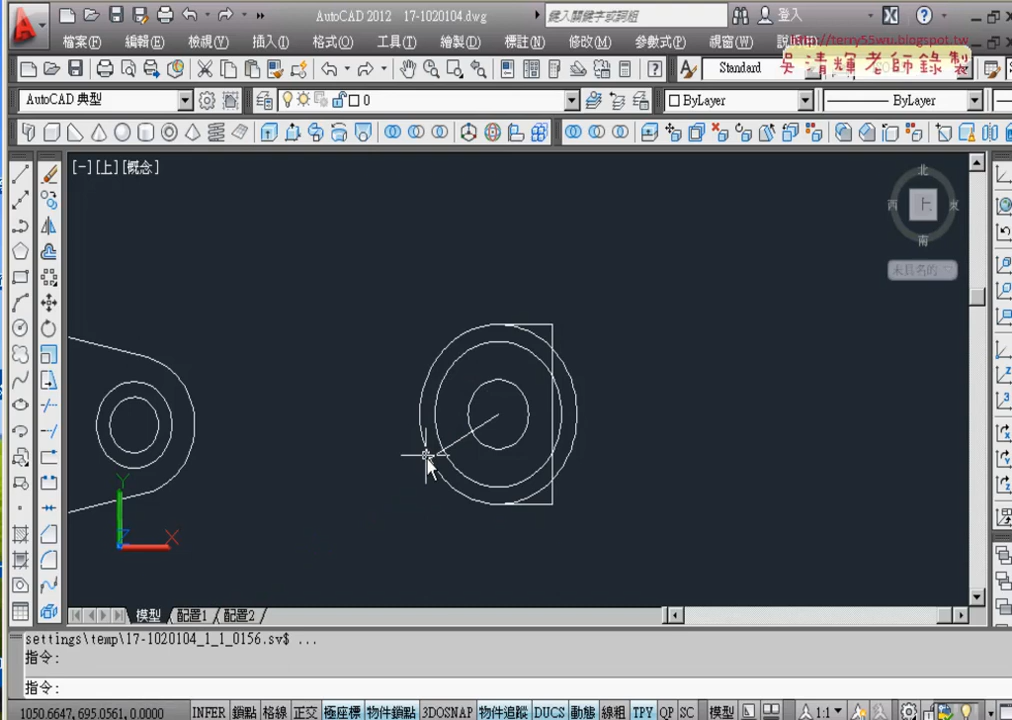 AutoCAD 2012 17-1020104.dwg
鍵入關鍵字或詞組
登入
檔案(F) 編輯(E) 檢視(V) 插入(I) 格式(O) 工具(T) 繪製(D) 標註(N) 修改(M) 參數式(P) 視窗(W)
http://terry55wu.blogspot.tw
吳清輝老師錄製
Standard
AutoCAD 典型
0
ByLayer
ByLayer
[-][上][概念]
北
西
上
東
南
未具名的
Y
Z
X
模型 配置1 配置2
settings\temp\17-1020104_1_1_0156.sv$ ...
指令:
指令:
1050.6647, 695.0561, 0.0000
INFER 鎖點 格線 正交 極座標 物件鎖點 3DOSNAP 物件追蹤 DUCS 動態 線粗 TPY QP SC
模型
1:1